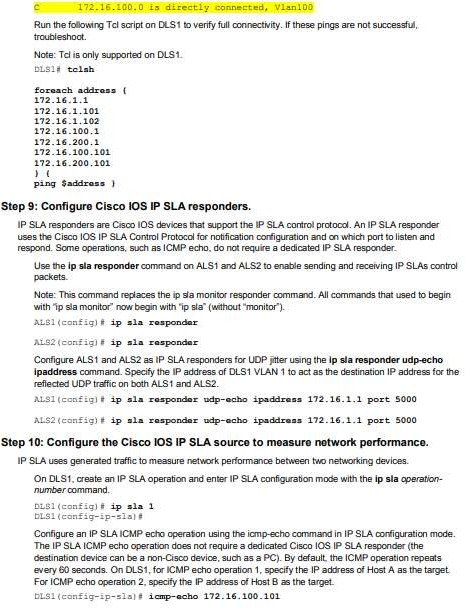 C 172.16.100.0 is directly connected, Vlan100
Run the following Tcl script on DLS1 to verify full connectivity. If these pings are not successful,
troubleshoot.
Note: Tcl is only supported on DLS1.
DLS1# tclsh
foreach address {
172.16.1.1
172.16.1.101
172.16.1.102
172.16.100.1
172.16.200.1
172.16.100.101
172.16.200.101
} {
ping $address }
Step 9: Configure Cisco IOS IP SLA responders.
IP SLA responders are Cisco IOS devices that support the IP SLA control protocol. An IP SLA responder
uses the Cisco IOS IP SLA Control Protocol for notification configuration and on which port to listen and
respond. Some operations, such as ICMP echo, do not require a dedicated IP SLA responder.
Use the ip sla responder command on ALS1 and ALS2 to enable sending and receiving IP SLAs control
packets.
Note: This command replaces the ip sla monitor responder command. All commands that used to begin
with "ip sla monitor" now begin with "ip sla" (without "monitor").
ALS1(config)# ip sla responder
ALS2(config)# ip sla responder
Configure ALS1 and ALS2 as IP SLA responders for UDP jitter using the ip sla responder udp-echo
ipaddress command. Specify the IP address of DLS1 VLAN 1 to act as the destination IP address for the
reflected UDP traffic on both ALS1 and ALS2.
ALS1(config)# ip sla responder udp-echo ipaddress 172.16.1.1 port 5000
ALS2(config)# ip sla responder udp-echo ipaddress 172.16.1.1 port 5000
Step 10: Configure the Cisco IOS IP SLA source to measure network performance.
IP SLA uses generated traffic to measure network performance between two networking devices.
On DLS1, create an IP SLA operation and enter IP SLA configuration mode with the ip sla operation-
number command.
DLS1(config)# ip sla 1
DLS1(config-ip-sla)#
Configure an IP SLA ICMP echo operation using the icmp-echo command in IP SLA configuration mode.
The IP SLA ICMP echo operation does not require a dedicated Cisco IOS IP SLA responder (the
destination device can be a non-Cisco device, such as a PC). By default, the ICMP operation repeats
every 60 seconds. On DLS1, for ICMP echo operation 1, specify the IP address of Host A as the target.
For ICMP echo operation 2, specify the IP address of Host B as the target.
DLS1(config-ip-sla)# icmp-echo 172.16.100.101